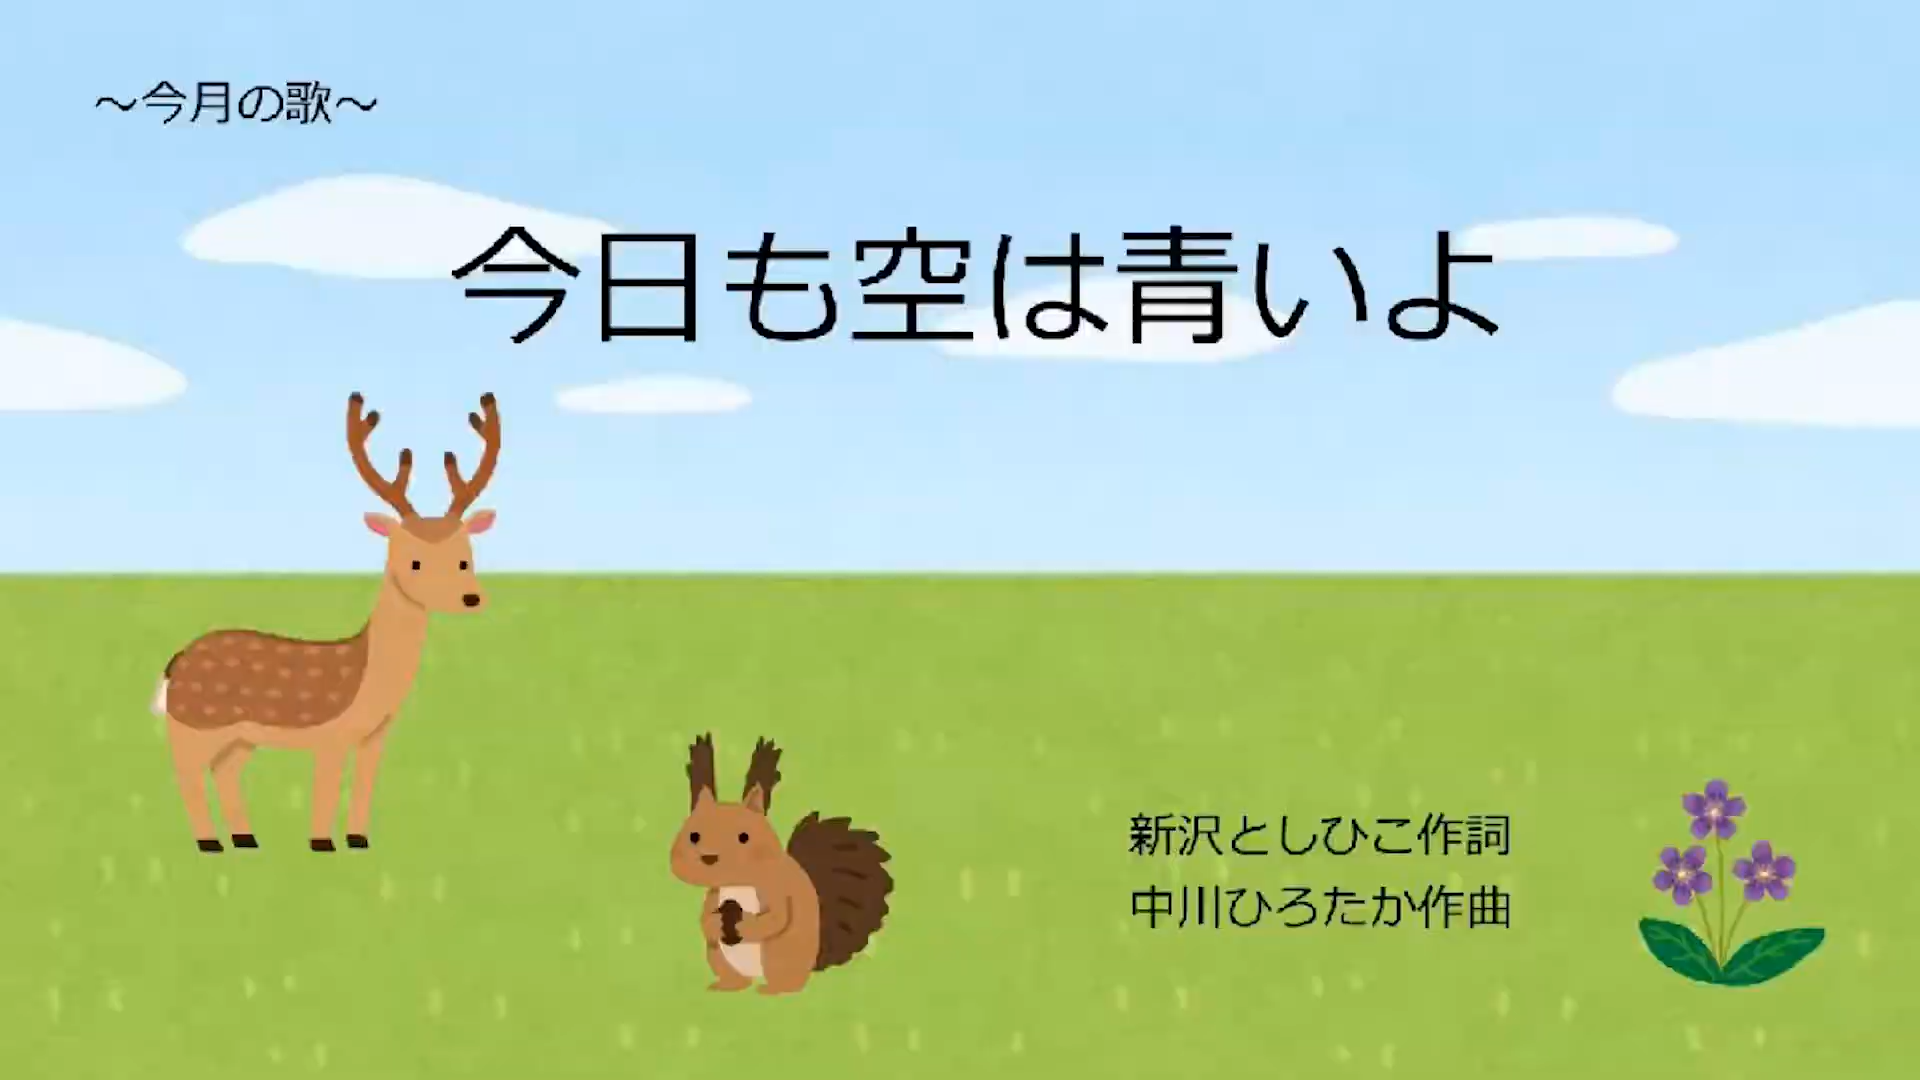 ～今月の歌～
今日も空は青いよ
新沢としひこ作詞
中川ひろたか作曲